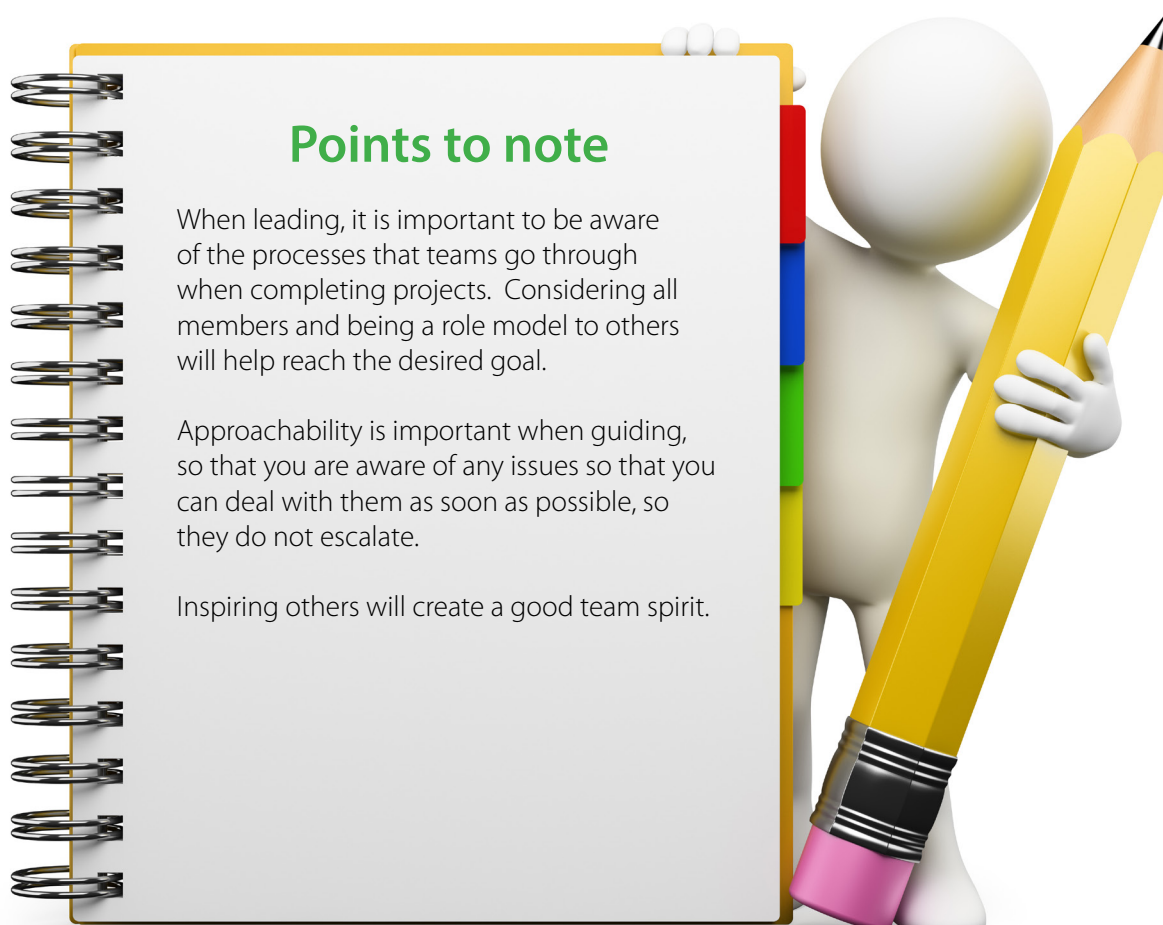 Points to note
When leading, it is important to be aware
of the processes that teams go through
when completing projects.  Considering all
members and being a role model to others
will help reach the desired goal.
Approachability is important when guiding,
so that you are aware of any issues so that you
can deal with them as soon as possible, so
they do not escalate.
Inspiring others will create a good team spirit.